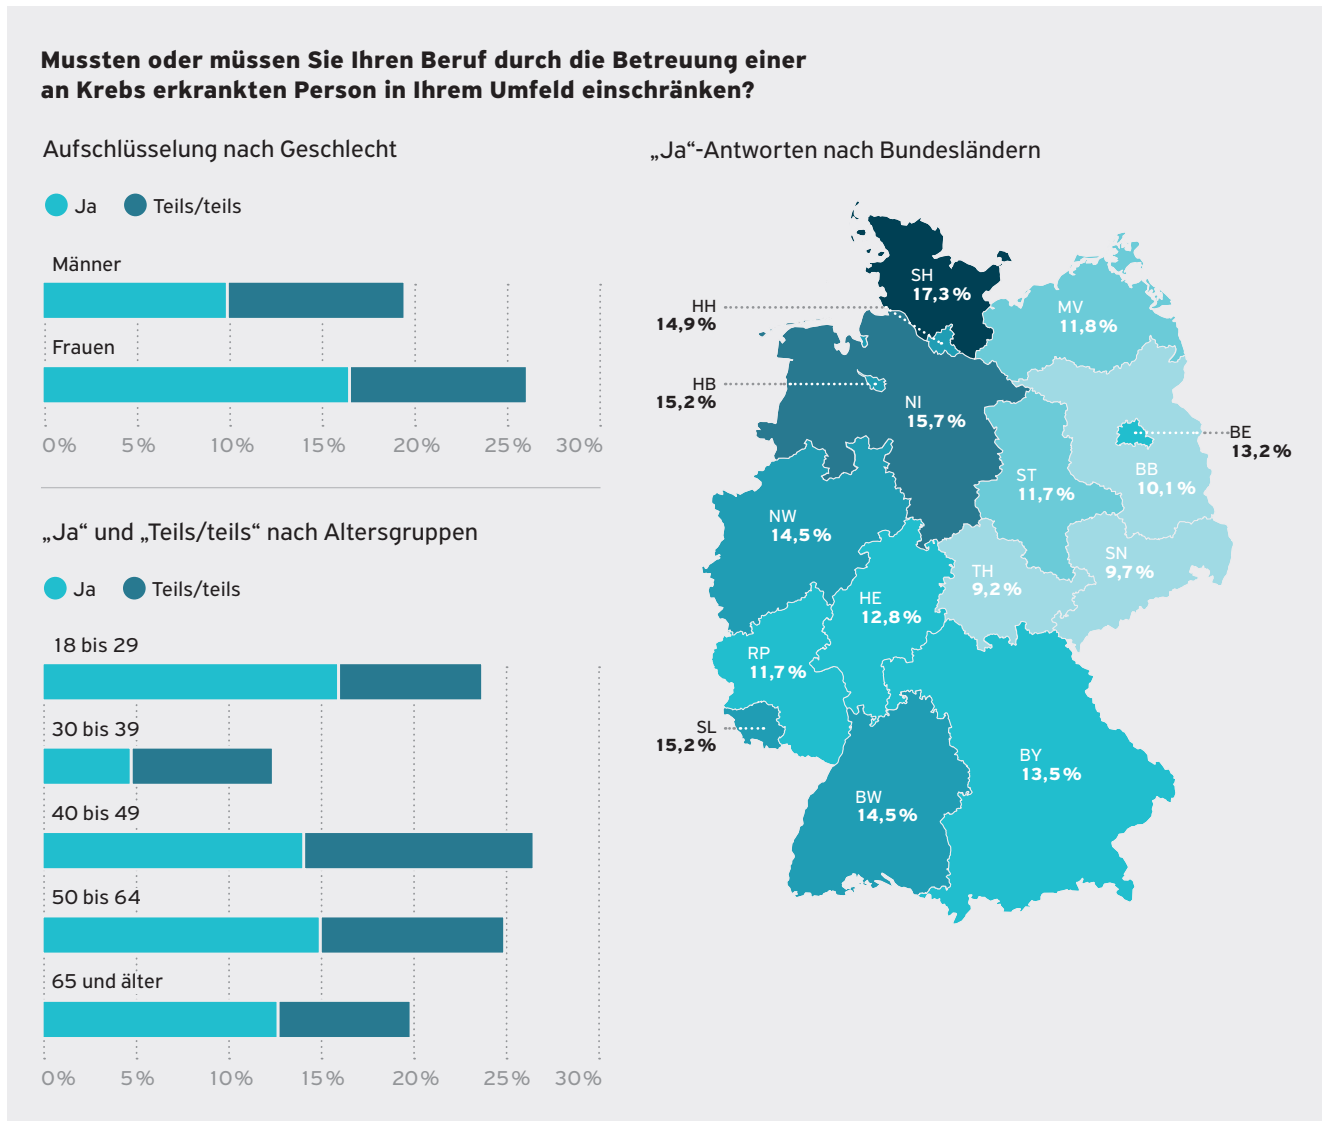 Mussten oder müssen Sie Ihren Beruf durch die Betreuung einer
an Krebs erkrankten Person in Ihrem Umfeld einschränken?
Aufschlüsselung nach Geschlecht
Ja Teils/teils
Männer
Frauen
0% 5% 10% 15% 20% 25% 30%
„Ja“ und „Teils/teils“ nach Altersgruppen
Ja Teils/teils
18 bis 29
30 bis 39
40 bis 49
50 bis 64
65 und älter
0% 5% 10% 15% 20% 25% 30%
„Ja“-Antworten nach Bundesländern
SH
17,3%
HH
14,9%
MV
11,8%
HB
15,2%
NI
15,7%
BE
13,2%
BB
10,1%
ST
11,7%
NW
14,5%
SN
9,7%
TH
9,2%
HE
12,8%
RP
11,7%
SL
15,2%
BY
13,5%
BW
14,5%